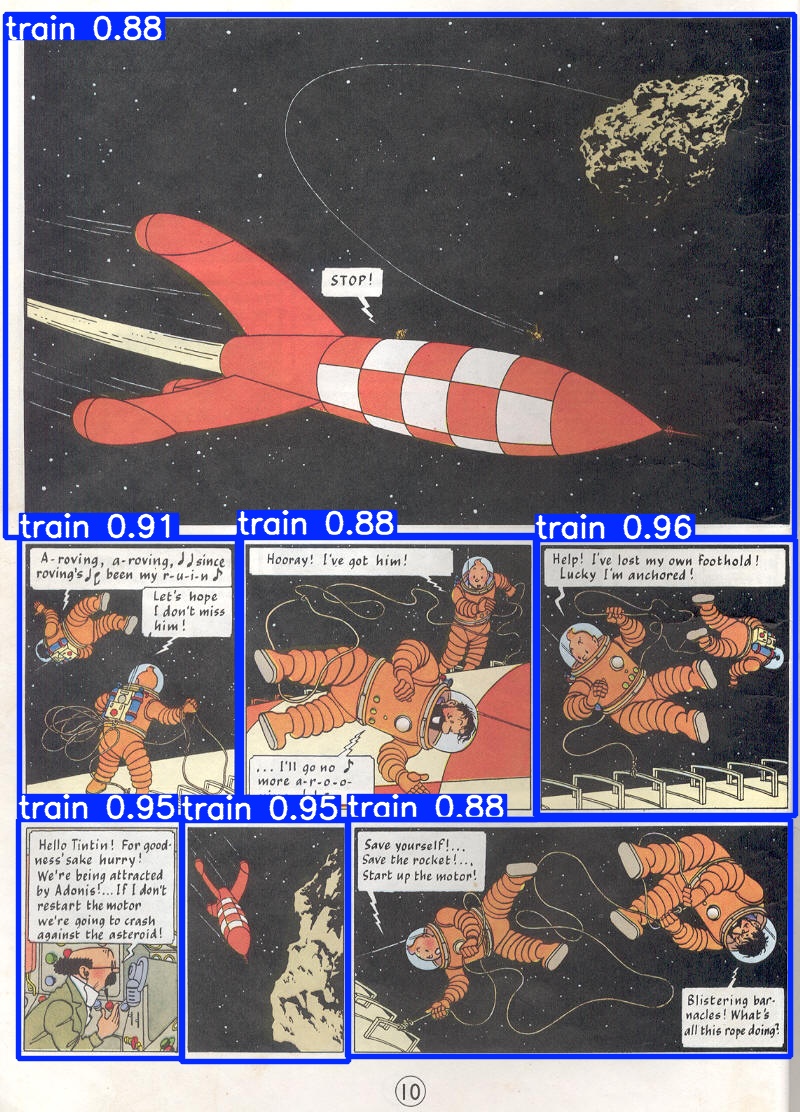 train 0.88
STOP!
train 0.91
A-roving, a-roving, ♪♪ since
roving's ♪♪ been my r-u-i-n ♪
Let's hope
I don't miss
him!
train 0.88
Hooray! I've got him!
... I'll go no ♪
more a-r-o-o-
train 0.96
Help! I've lost my own foothold!
Lucky I'm anchored!
train 0.95
Hello Tintin! For good-
ness' sake hurry!
We're being attracted
by Adonis!... If I don't
restart the motor
we're going to crash
against the asteroid!
train 0.95
train 0.88
Save yourself!...
Save the rocket!...
Start up the motor!
Blistering bar-
nacles! What's
all this rope doing?
10